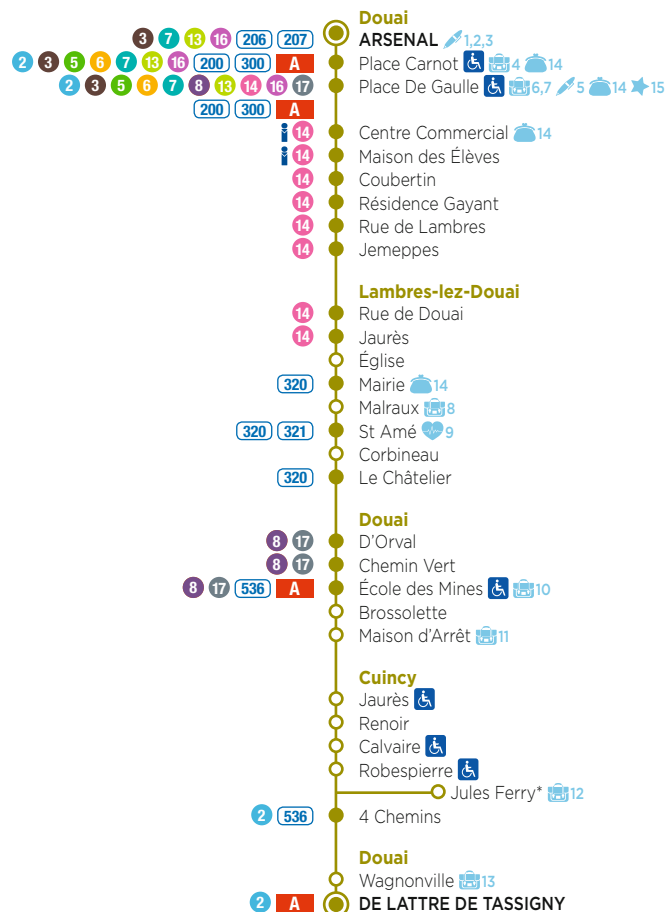 Douai
3 7 13 16 206 207 ARSENAL 1,2,3
2 3 5 6 7 13 16 200 300 A Place Carnot 4 14
2 3 5 6 7 8 13 14 16 17 Place De Gaulle 6,7 5 14 15
200 300 A
14 Centre Commercial 14
14 Maison des Élèves
14 Coubertin
14 Résidence Gayant
14 Rue de Lambres
14 Jemeppes
Lambres-lez-Douai
14 Rue de Douai
14 Jaurès
Église
320 Mairie 14
Malraux 8
320 321 St Amé 9
Corbineau
320 Le Châtelier
Douai
8 17 D'Orval
8 17 Chemin Vert
8 17 536 A École des Mines 10
Brossolette
Maison d'Arrêt 11
Cuincy
Jaurès
Renoir
Calvaire
Robespierre
Jules Ferry* 12
2 536 4 Chemins
Douai
Wagnonville 13
2 A DE LATTRE DE TASSIGNY